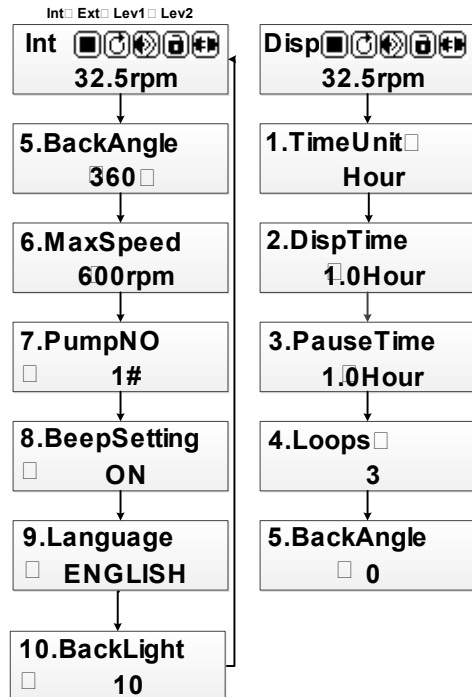 Int□ Ext□ Lev1□ Lev2
Int
32.5rpm
5.BackAngle
360□
6.MaxSpeed
600rpm
7.PumpNO
□ 1#
8.BeepSetting
□ ON
9.Language
□ ENGLISH
10.BackLight
□ 10
Disp
32.5rpm
1.TimeUnit□
Hour
2.DispTime
1.0Hour
3.PauseTime
1.0Hour
4.Loops□
3
5.BackAngle
□ 0